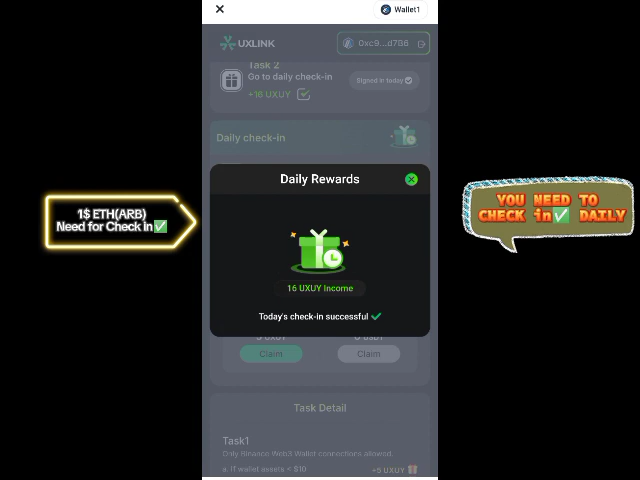 Wallet1
UXLINK
0xc9...d7B8
Task 2
Go to daily check-in
Signed in today
+16 UXUY
Daily check-in
Daily Rewards
16 UXUY Income
Today's check-in successful
1$ ETH(ARB)
Need for Check in✅
YOU NEED TO
CHECK in✅ DAILY
Claim
Claim
Task Detail
Task1
Only Binance Web3 Wallet connections allowed.
a. If wallet assets < $10
+5 UXUY